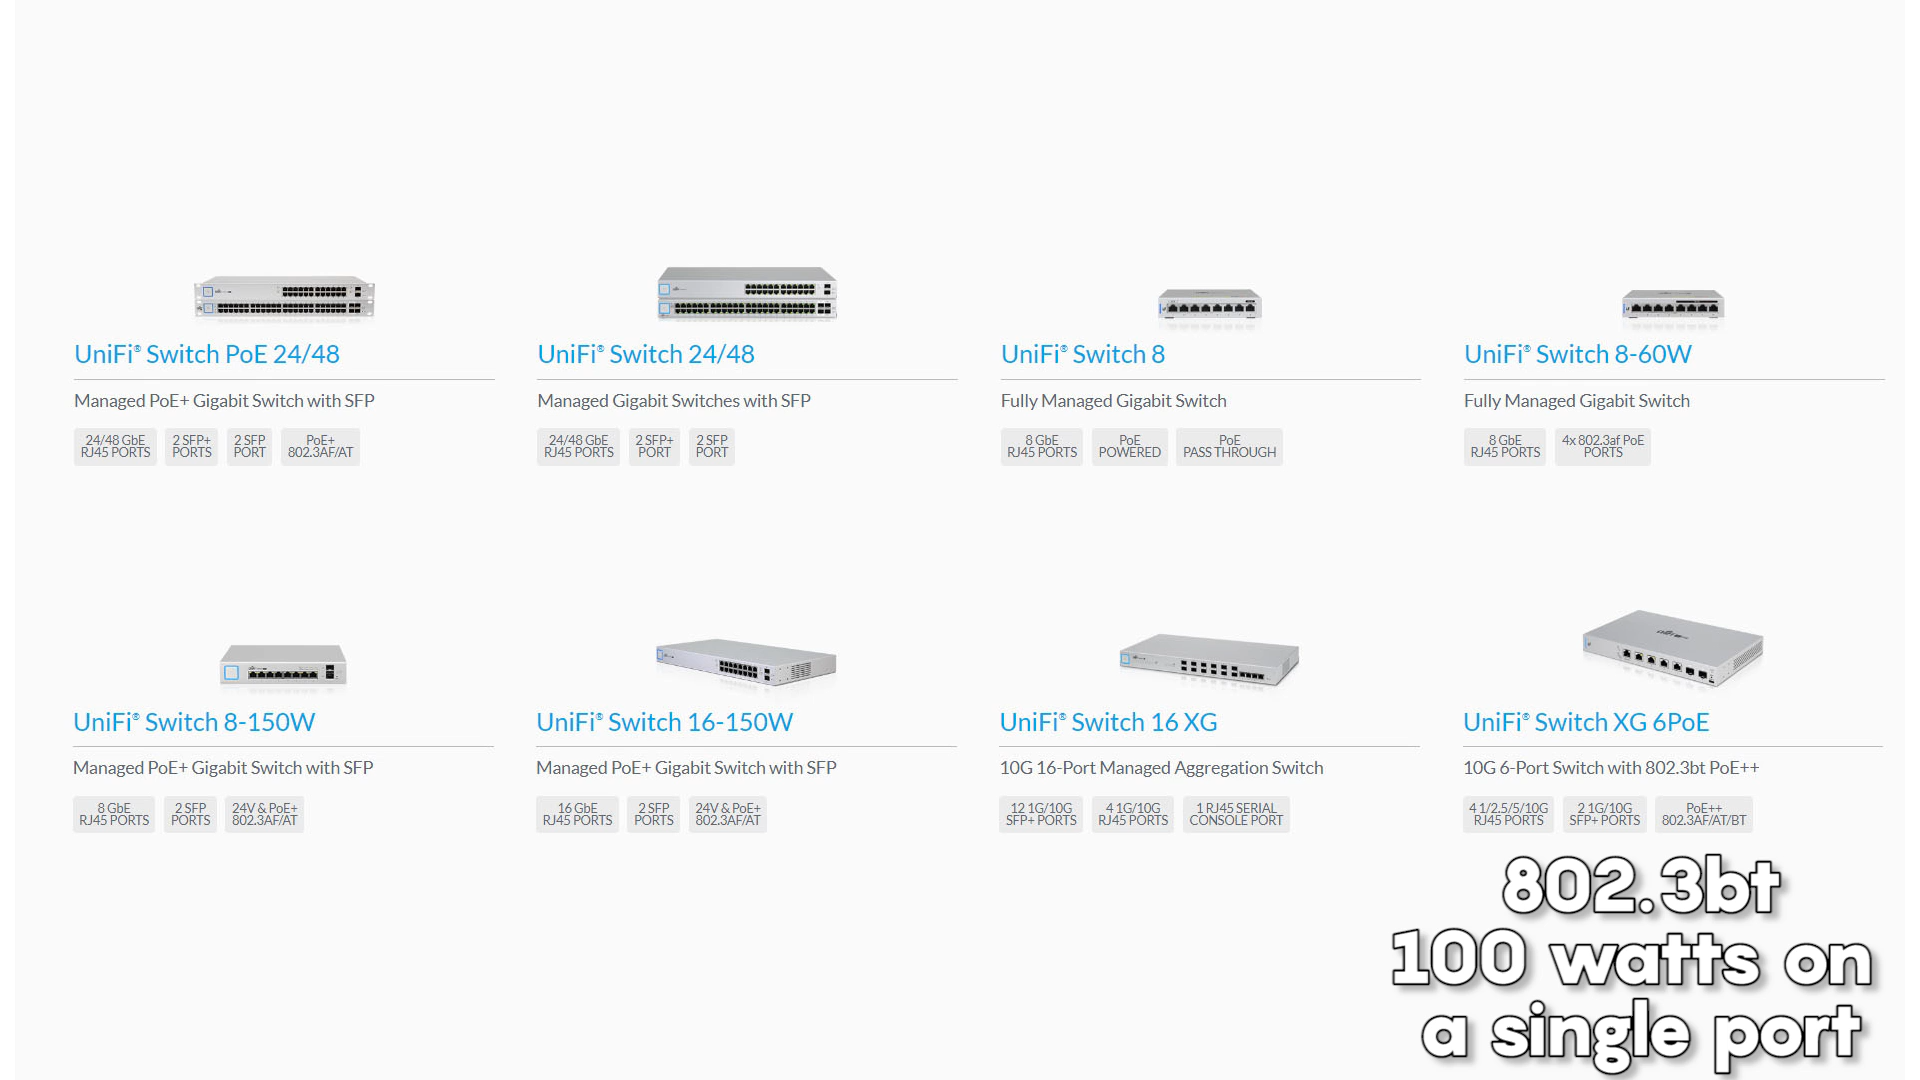 UniFi® Switch PoE 24/48
Managed PoE+ Gigabit Switch with SFP
24/48 GbE
RJ45 PORTS
2 SFP+
PORTS
2 SFP
PORT
PoE+
802.3AF/AT
UniFi® Switch 24/48
Managed Gigabit Switches with SFP
24/48 GbE
RJ45 PORTS
2 SFP+
PORT
2 SFP
PORT
UniFi® Switch 8
Fully Managed Gigabit Switch
8 GbE
RJ45 PORTS
PoE
POWERED
PoE
PASS THROUGH
UniFi® Switch 8-60W
Fully Managed Gigabit Switch
8 GbE
RJ45 PORTS
4x 802.3af PoE
PORTS
UniFi® Switch 8-150W
Managed PoE+ Gigabit Switch with SFP
8 GbE
RJ45 PORTS
2 SFP
PORTS
24V & PoE+
802.3AF/AT
UniFi® Switch 16-150W
Managed PoE+ Gigabit Switch with SFP
16 GbE
RJ45 PORTS
2 SFP
PORTS
24V & PoE+
802.3AF/AT
UniFi® Switch 16 XG
10G 16-Port Managed Aggregation Switch
12 1G/10G
SFP+ PORTS
4 1G/10G
RJ45 PORTS
1 RJ45 SERIAL
CONSOLE PORT
UniFi® Switch XG 6PoE
10G 6-Port Switch with 802.3bt PoE++
4 1/2.5/5/10G
RJ45 PORTS
2 1G/10G
SFP+ PORTS
PoE++
802.3AF/AT/BT
802.3bt
100 watts on
a single port